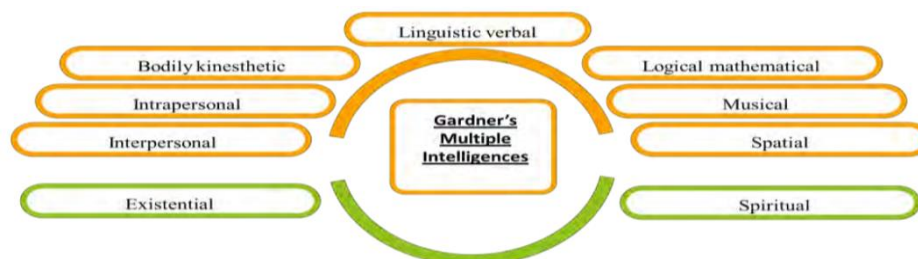 Linguistic verbal
Bodily kinesthetic
Logical mathematical
Intrapersonal
Musical
Interpersonal
Spatial
Gardner's
Multiple
Intelligences
Existential
Spiritual